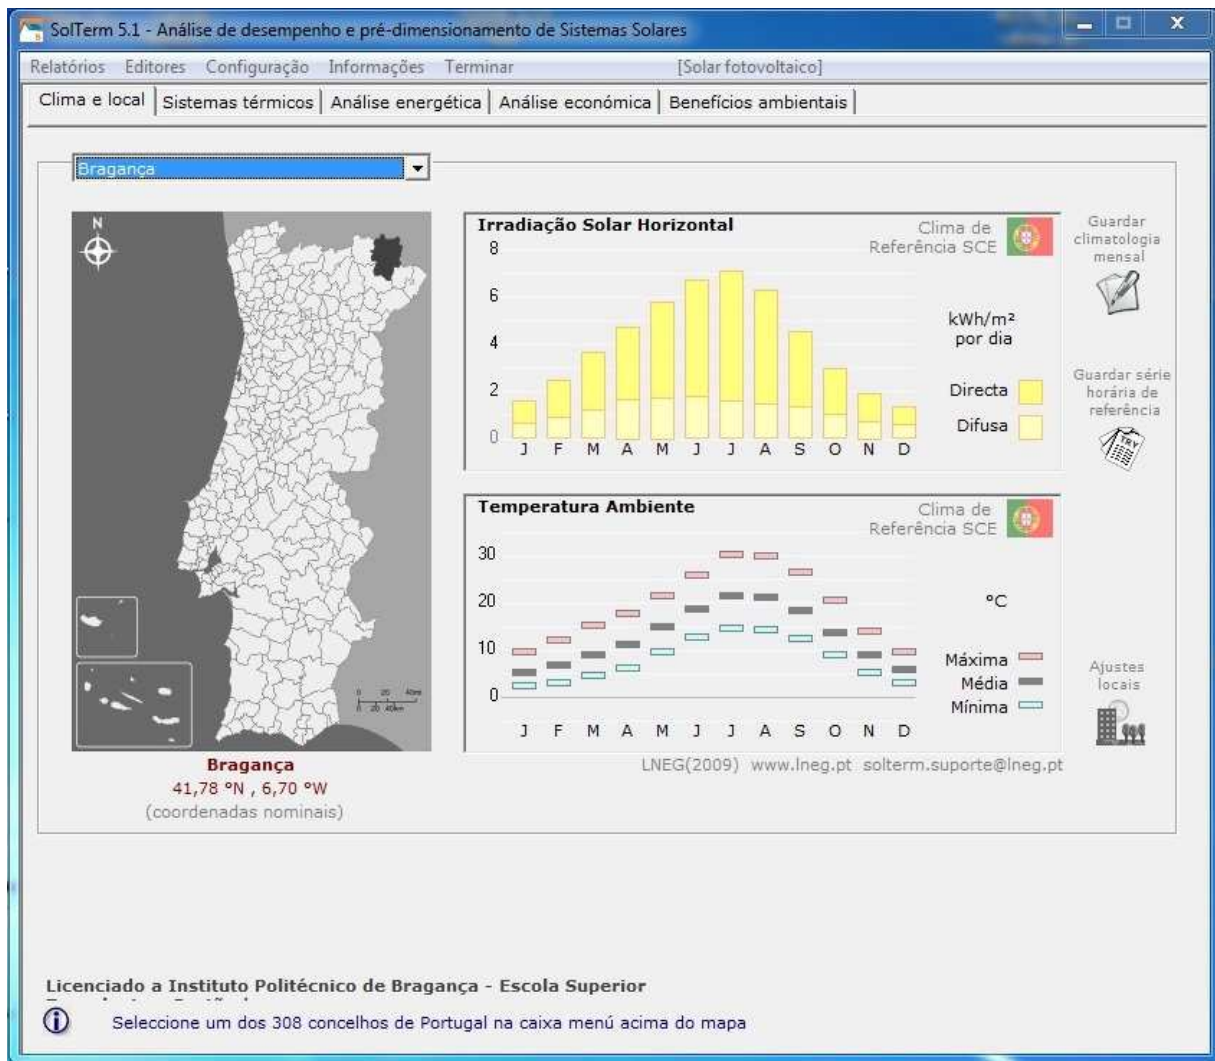 SolTerm 5.1 - Análise de desempenho e pré-dimensionamento de Sistemas Solares
Relatórios Editores Configuração Informações Terminar [Solar fotovoltaico]
Clima e local Sistemas térmicos Análise energética Análise económica Benefícios ambientais
Bragança
N
Irradiação Solar Horizontal
Clima de
Referência SCE
8
6
4
2
0
kWh/m²
por dia
Directa
Difusa
J F M A M J J A S O N D
Guardar
climatologia
mensal
Guardar série
horária de
referência
TRY
Temperatura Ambiente
Clima de
Referência SCE
30
20
10
0
°C
Máxima
Média
Mínima
J F M A M J J A S O N D
Ajustes
locais
0 20 40km
Bragança
41,78 °N , 6,70 °W
(coordenadas nominais)
LNEG(2009) www.lneg.pt solterm.suporte@lneg.pt
Licenciado a Instituto Politécnico de Bragança - Escola Superior
Seleccione um dos 308 concelhos de Portugal na caixa menú acima do mapa